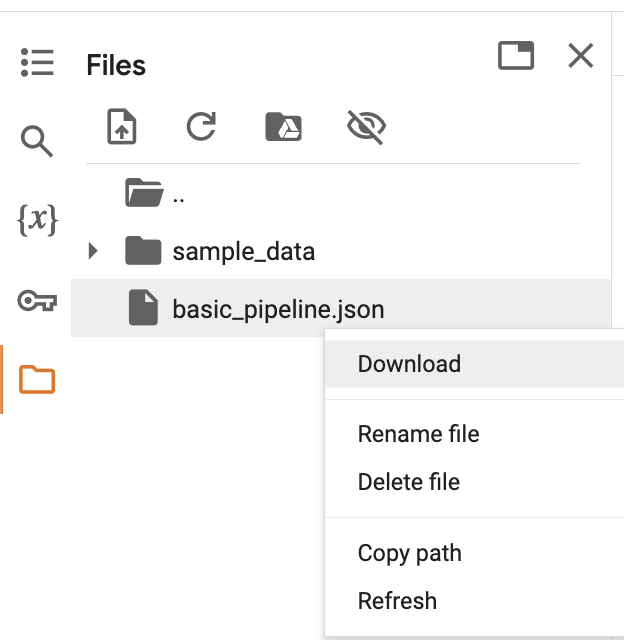 Files
..
{x}
sample_data
basic_pipeline.json
Download
Rename file
Delete file
Copy path
Refresh